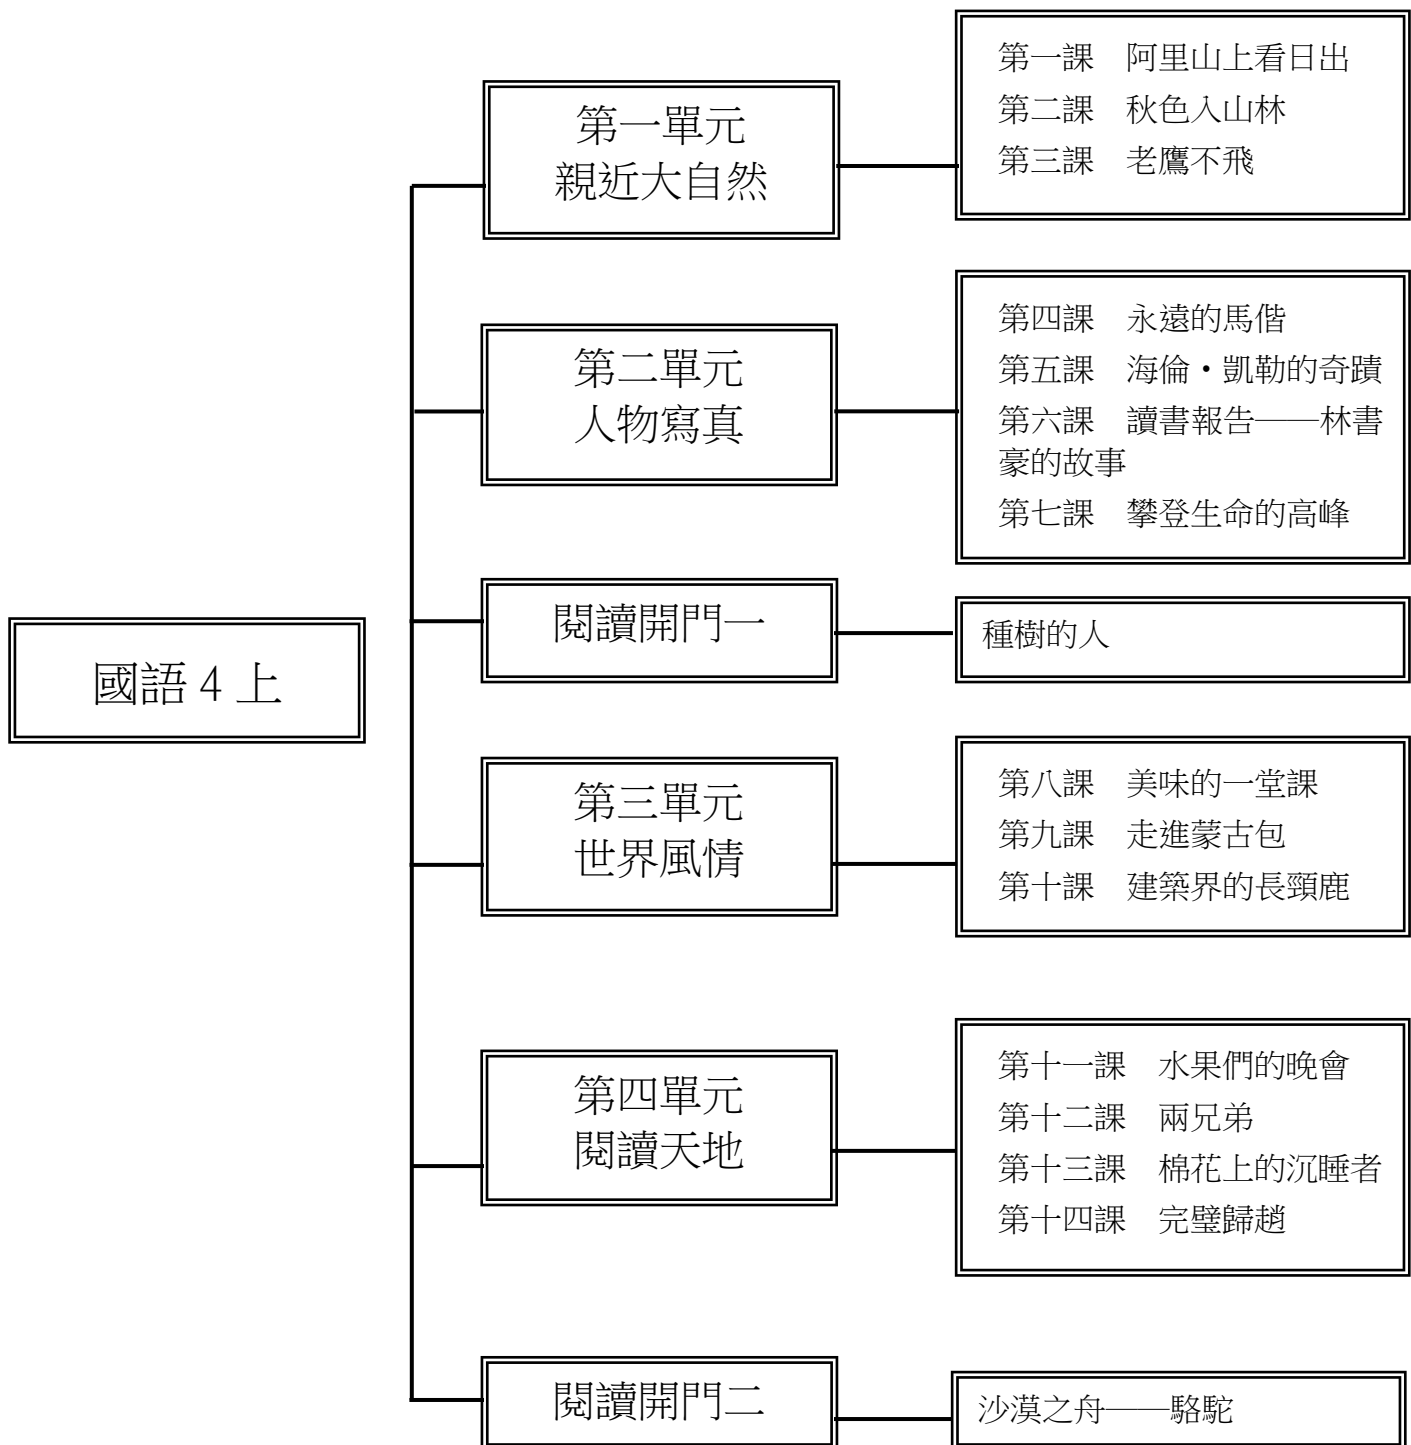 國語 4 上
第一單元
親近大自然
第一課　阿里山上看日出
第二課　秋色入山林
第三課　老鷹不飛
第二單元
人物寫真
第四課　永遠的馬偕
第五課　海倫・凱勒的奇蹟
第六課　讀書報告——林書
豪的故事
第七課　攀登生命的高峰
閱讀開門一
種樹的人
第三單元
世界風情
第八課　美味的一堂課
第九課　走進蒙古包
第十課　建築界的長頸鹿
第四單元
閱讀天地
第十一課　水果們的晚會
第十二課　兩兄弟
第十三課　棉花上的沉睡者
第十四課　完璧歸趙
閱讀開門二
沙漠之舟——駱駝